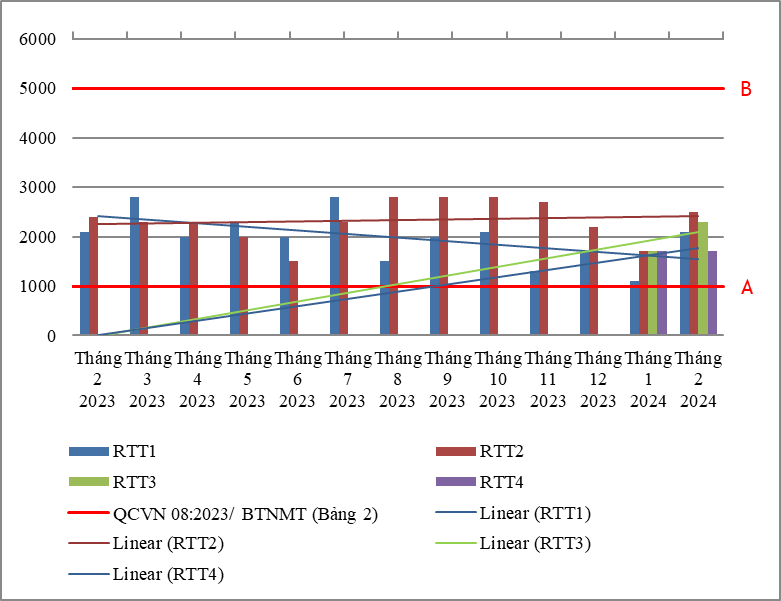 6000
5000
B
4000
3000
2000
1000
A
0
Tháng Tháng Tháng Tháng Tháng Tháng Tháng Tháng Tháng Tháng Tháng Tháng Tháng
2 3 4 5 6 7 8 9 10 11 12 1 2
2023 2023 2023 2023 2023 2023 2023 2023 2023 2023 2023 2024 2024
RTT1 RTT2
RTT3 RTT4
QCVN 08:2023/ BTNMT (Bảng 2) Linear (RTT1)
Linear (RTT2) Linear (RTT3)
Linear (RTT4)